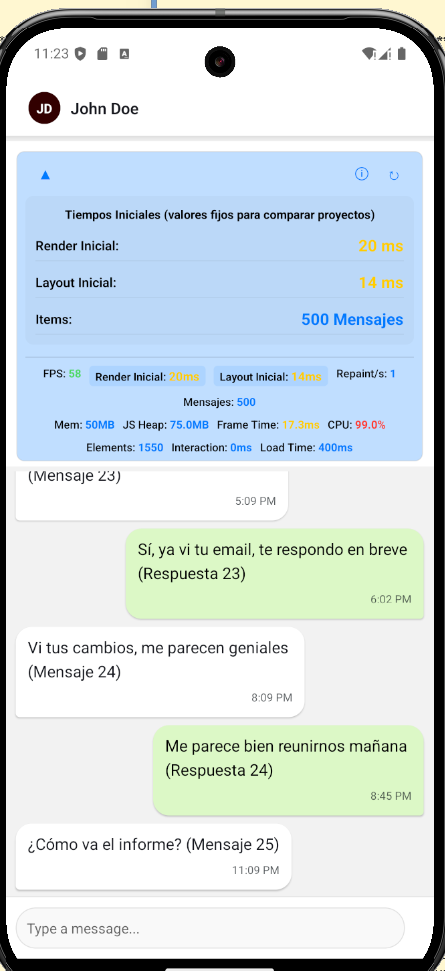 11:23
JD John Doe
▲ ⓘ ↻
Tiempos Iniciales (valores fijos para comparar proyectos)
Render Inicial: 20 ms
Layout Inicial: 14 ms
Items: 500 Mensajes
FPS: 58 Render Inicial: 20ms Layout Inicial: 14ms Repaint/s: 1
Mensajes: 500
Mem: 50MB JS Heap: 75.0MB Frame Time: 17.3ms CPU: 99.0%
Elements: 1550 Interaction: 0ms Load Time: 400ms
(Mensaje 23)
5:09 PM
Sí, ya vi tu email, te respondo en breve
(Respuesta 23)
6:02 PM
Vi tus cambios, me parecen geniales
(Mensaje 24)
8:09 PM
Me parece bien reunirnos mañana
(Respuesta 24)
8:45 PM
¿Cómo va el informe? (Mensaje 25)
11:09 PM
Type a message...